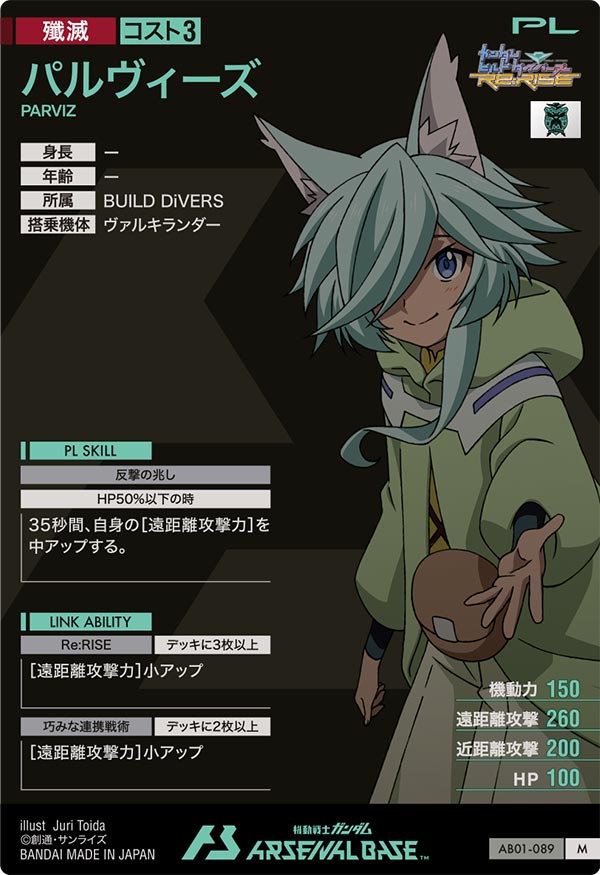 殲滅 コスト3
PL
パルヴィーズ
PARVIZ
Re:RISE
身長 ー
年齢 ー
所属 BUILD DiVERS
搭乗機体 ヴァルキランダー
PL SKILL
反撃の兆し
HP50%以下の時
35秒間、自身の[遠距離攻撃力]を
中アップする。
LINK ABILITY
Re:RISE デッキに3枚以上
[遠距離攻撃力]小アップ
巧みな連携戦術 デッキに2枚以上
[遠距離攻撃力]小アップ
機動力 150
遠距離攻撃 260
近距離攻撃 200
HP 100
illust Juri Toida
©創通・サンライズ
BANDAI MADE IN JAPAN
機動戦士ガンダム
ARSENAL BASE™
AB01-089 M